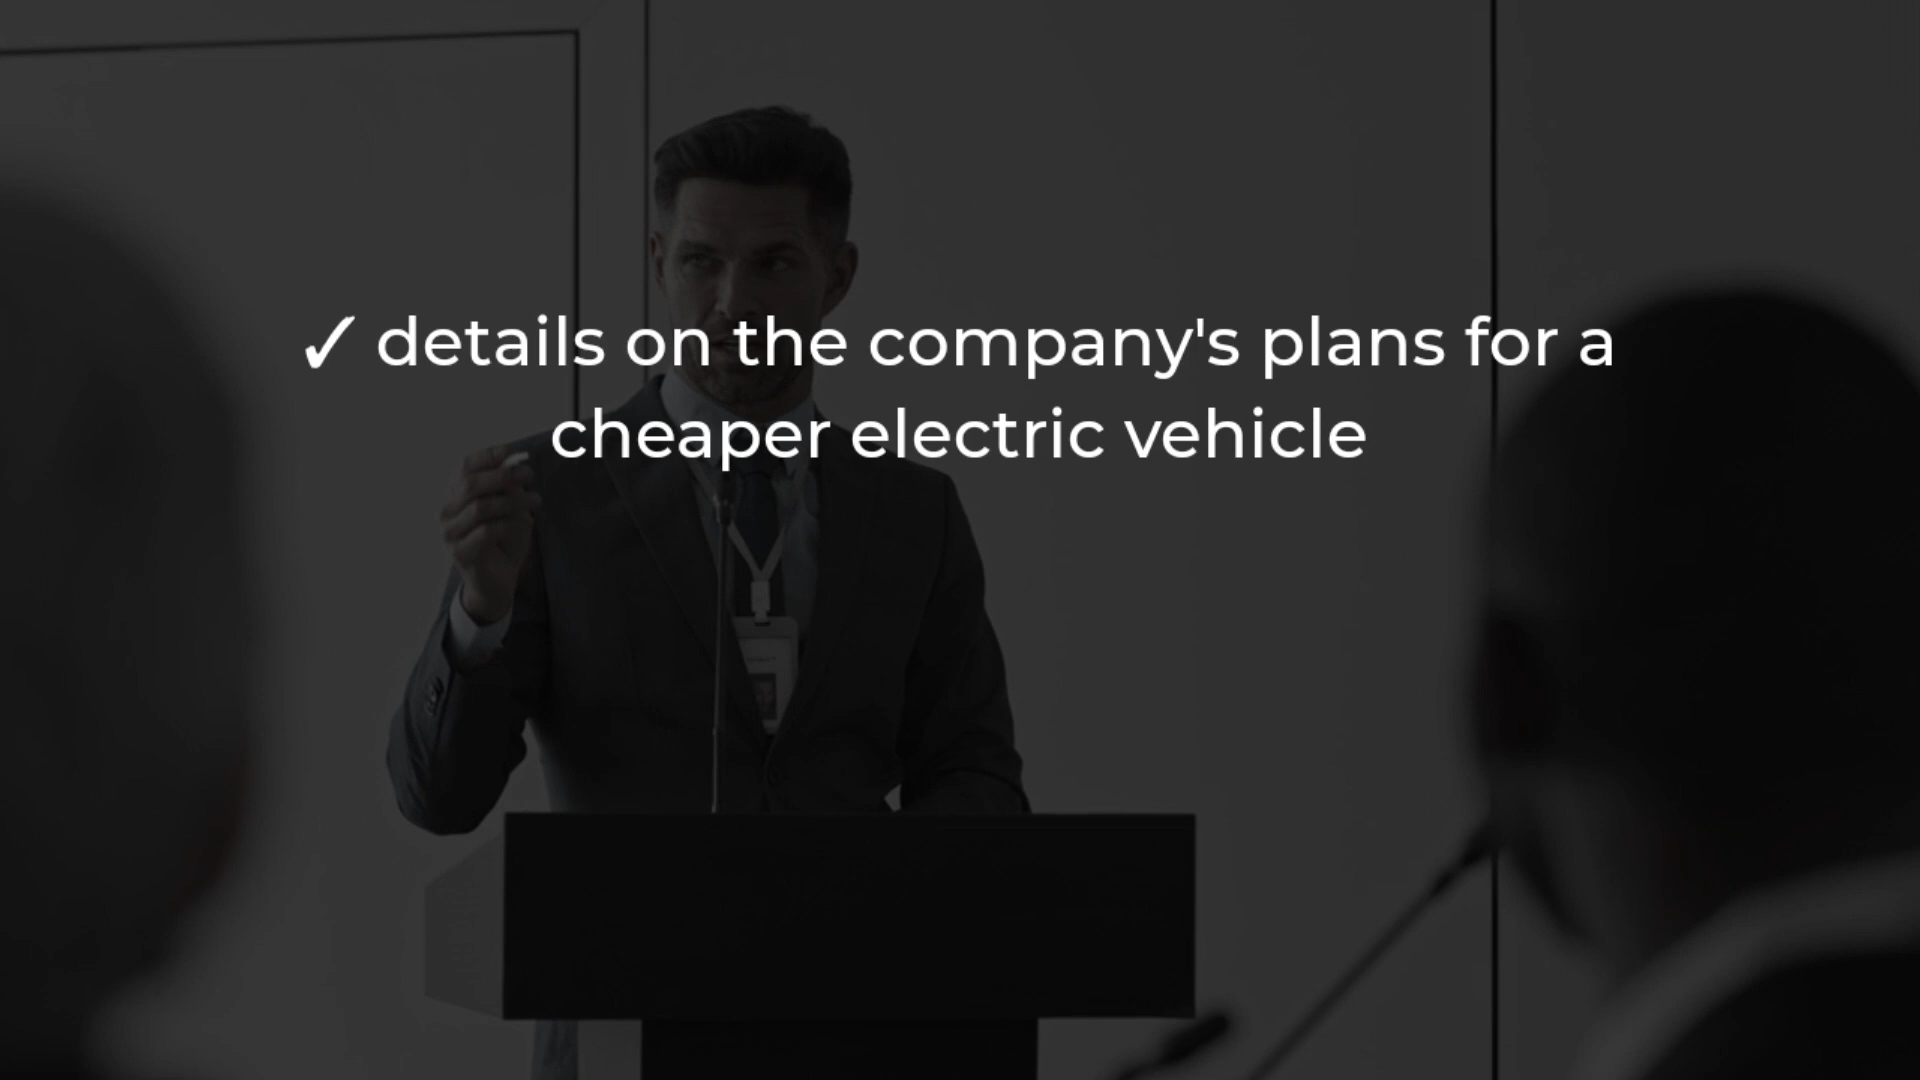 ✓ details on the company's plans for a
cheaper electric vehicle